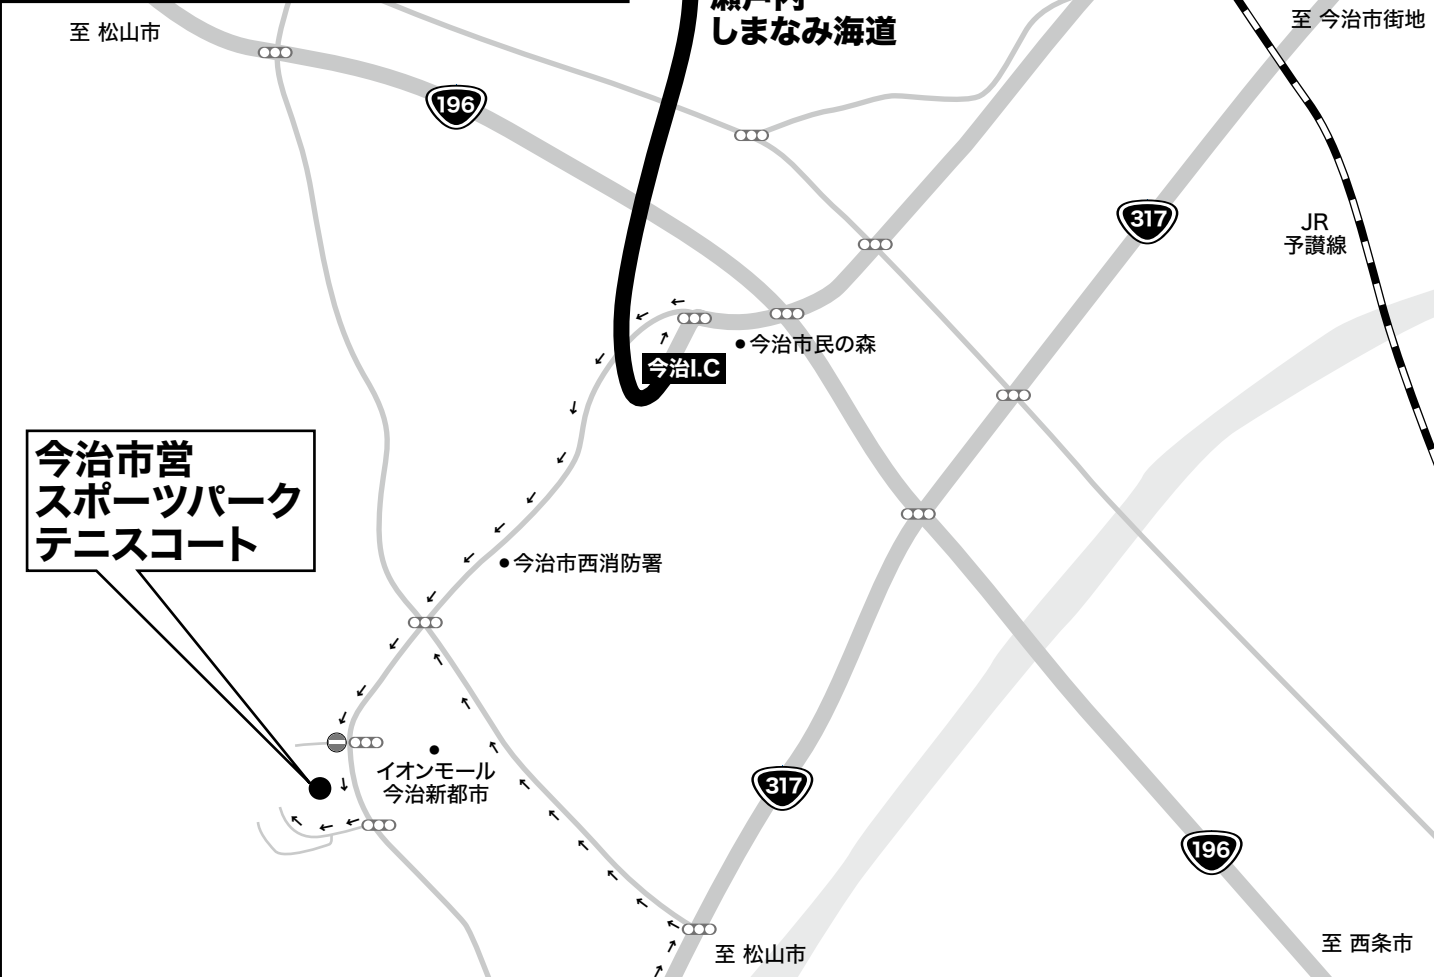 瀬戸内
しまなみ海道
至 松山市
至 今治市街地
196
317
JR
予讃線
今治市民の森
今治I.C
今治市営
スポーツパーク
テニスコート
今治市西消防署
イオンモール
今治新都市
317
196
至 松山市
至 西条市